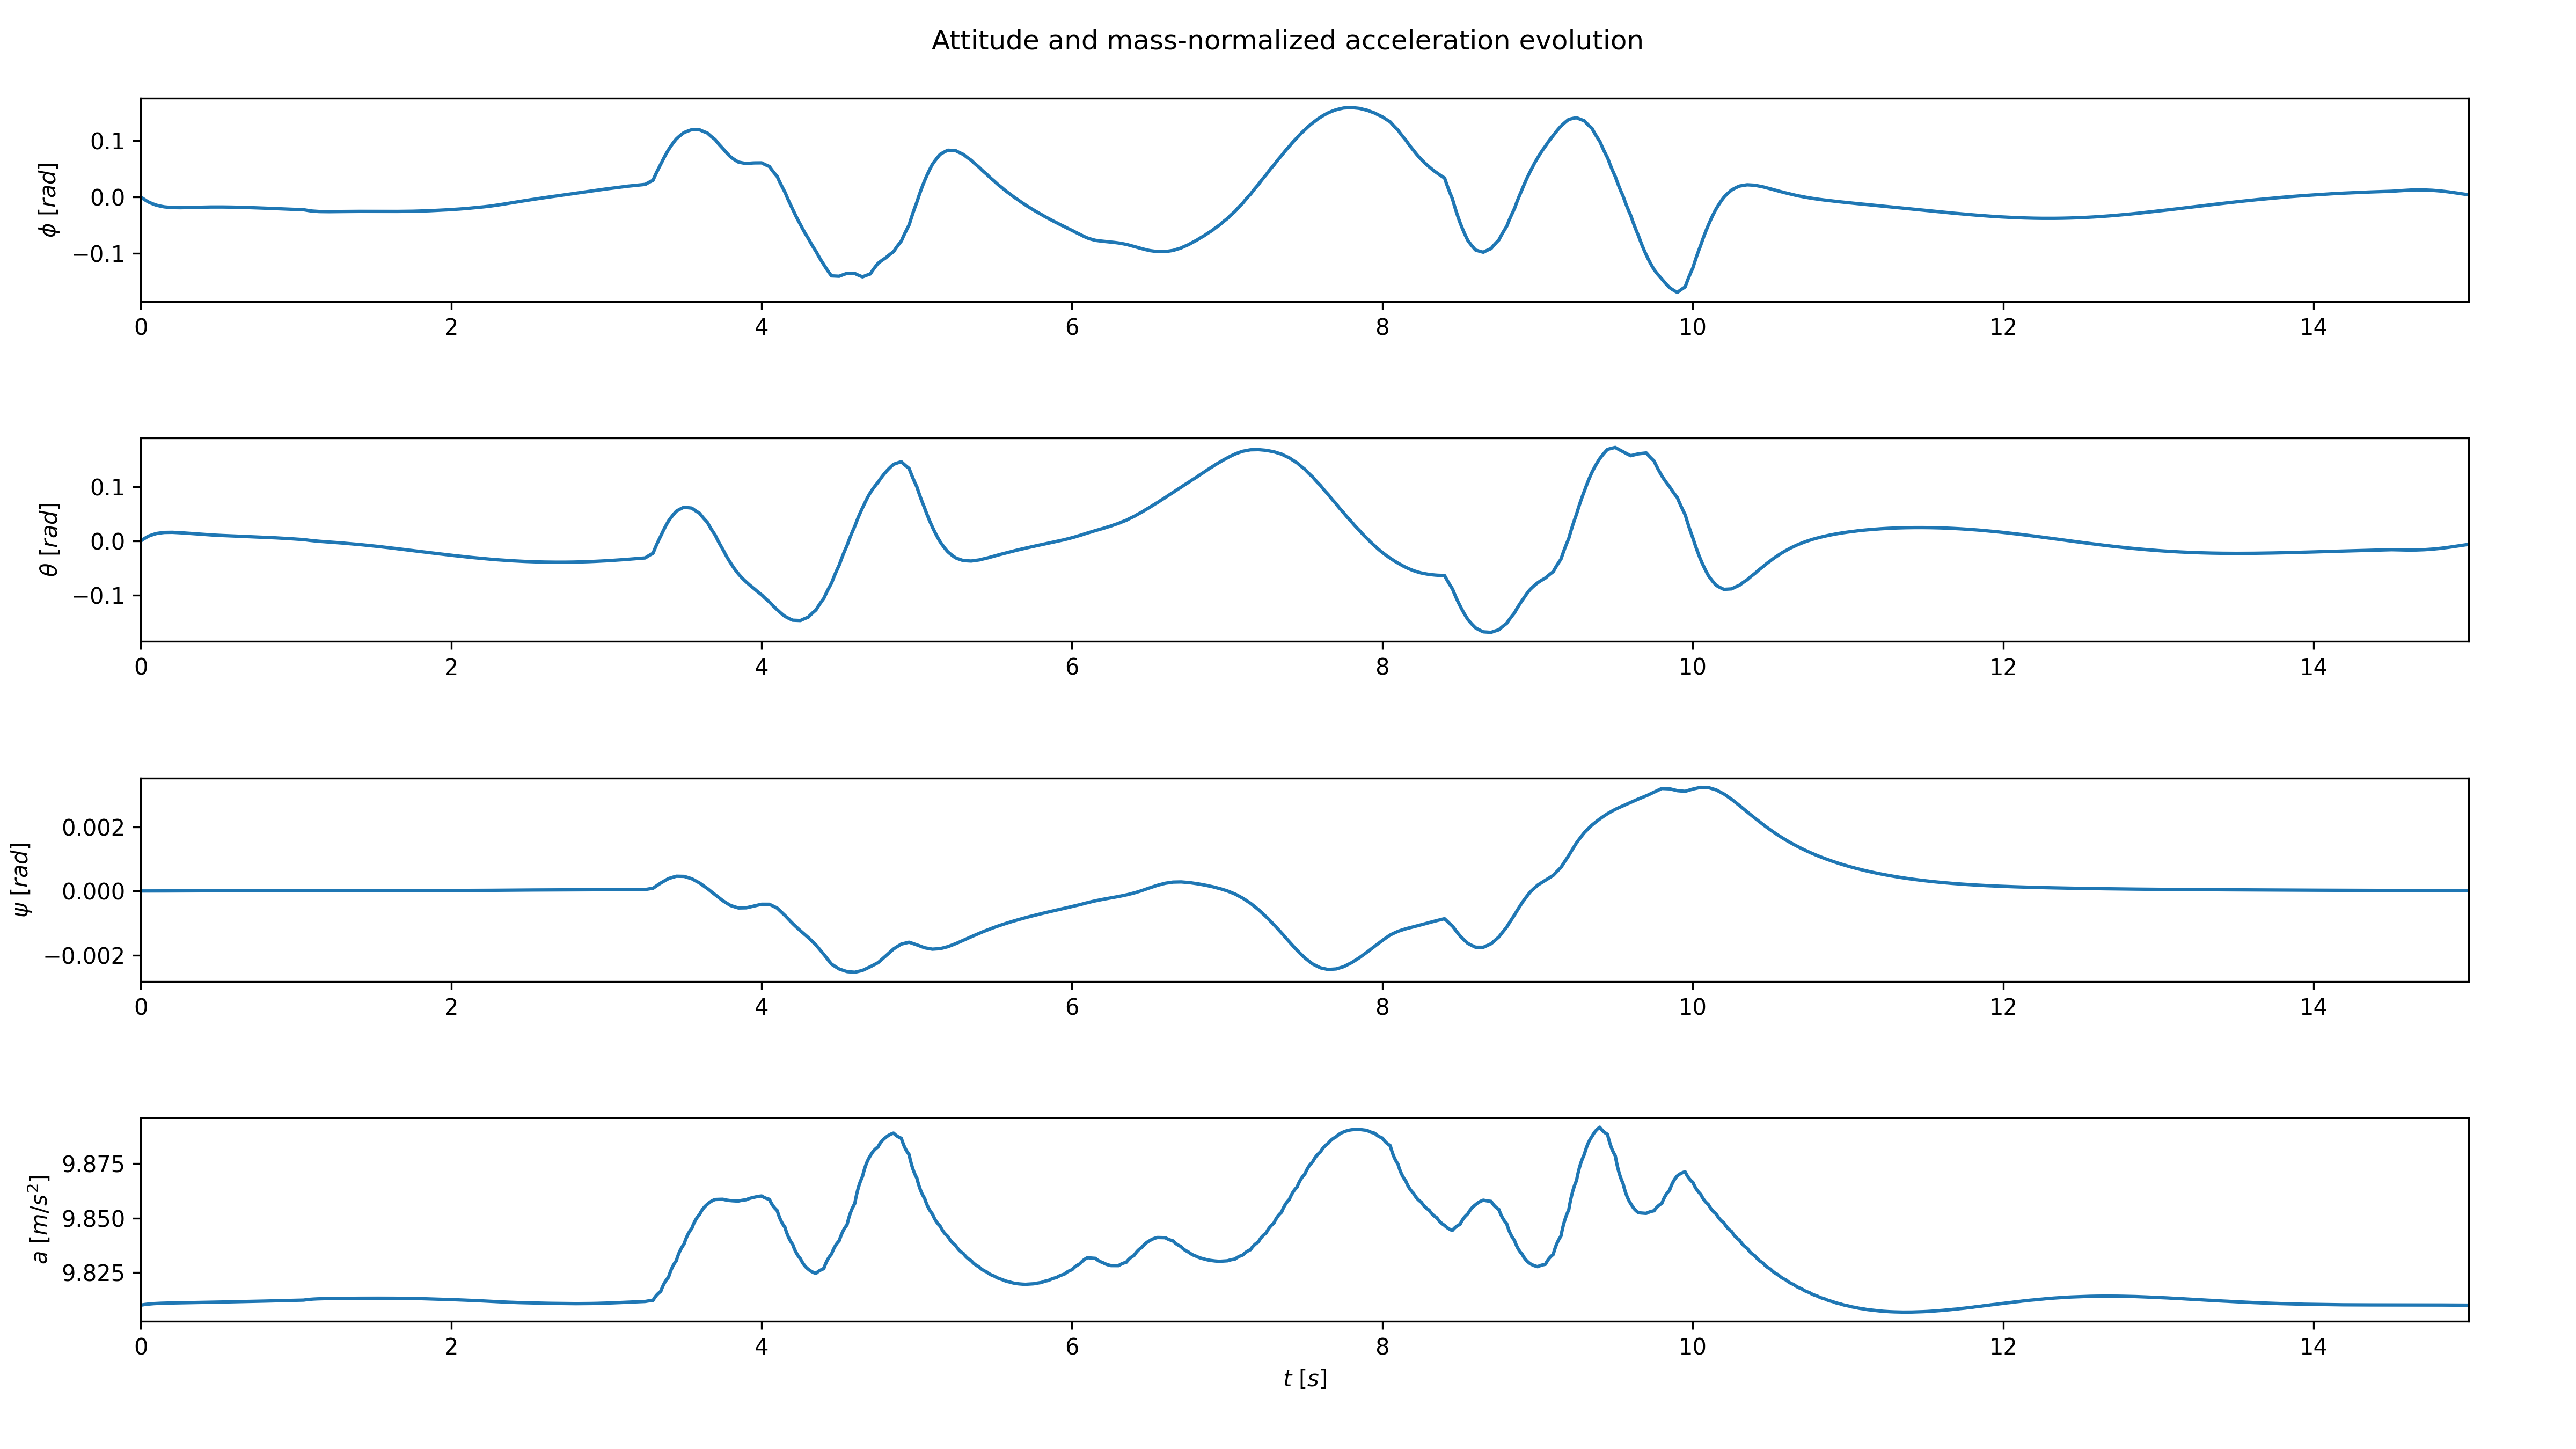 Attitude and mass-normalized acceleration evolution
ϕ [rad]
0.1
0.0
−0.1
0 2 4 6 8 10 12 14
θ [rad]
0.1
0.0
−0.1
0 2 4 6 8 10 12 14
ψ [rad]
0.002
0.000
−0.002
0 2 4 6 8 10 12 14
a [m/s²]
9.875
9.850
9.825
0 2 4 6 8 10 12 14
t [s]